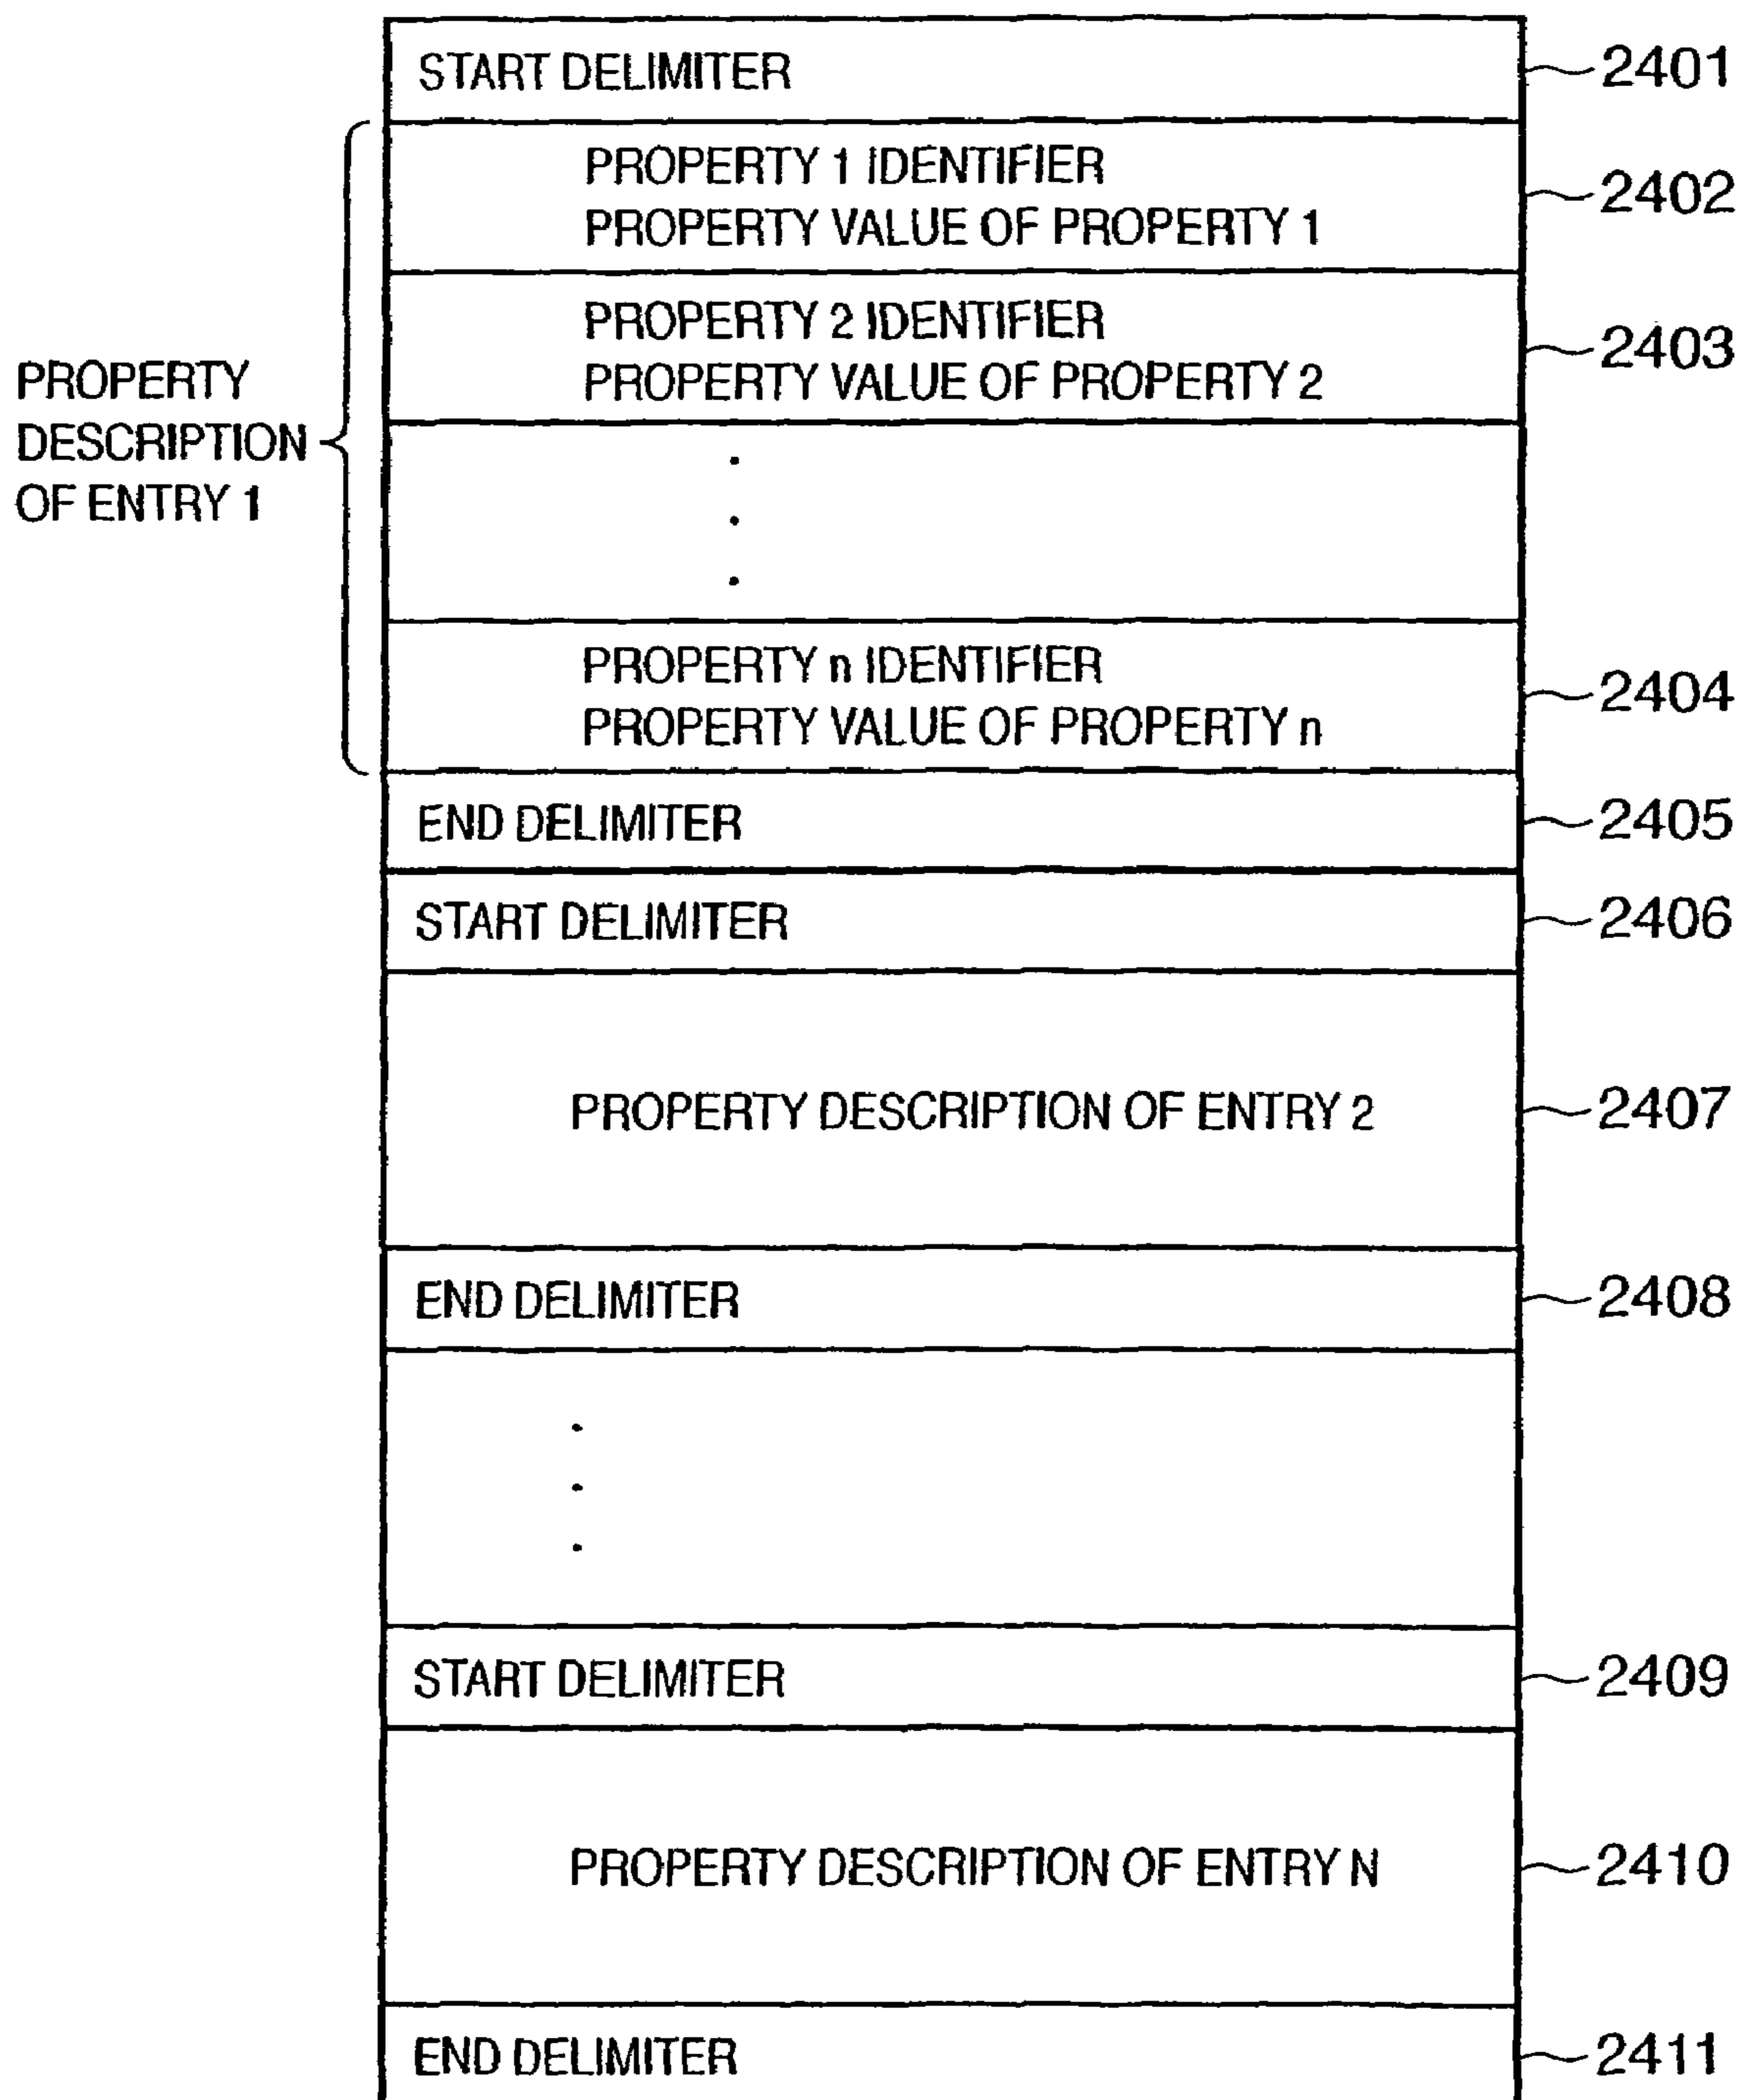 START DELIMITER
2401
PROPERTY 1 IDENTIFIER
PROPERTY VALUE OF PROPERTY 1
2402
PROPERTY 2 IDENTIFIER
PROPERTY VALUE OF PROPERTY 2
2403
PROPERTY
DESCRIPTION
OF ENTRY 1
PROPERTY n IDENTIFIER
PROPERTY VALUE OF PROPERTY n
2404
END DELIMITER
2405
START DELIMITER
2406
PROPERTY DESCRIPTION OF ENTRY 2
2407
END DELIMITER
2408
START DELIMITER
2409
PROPERTY DESCRIPTION OF ENTRY N
2410
END DELIMITER
2411